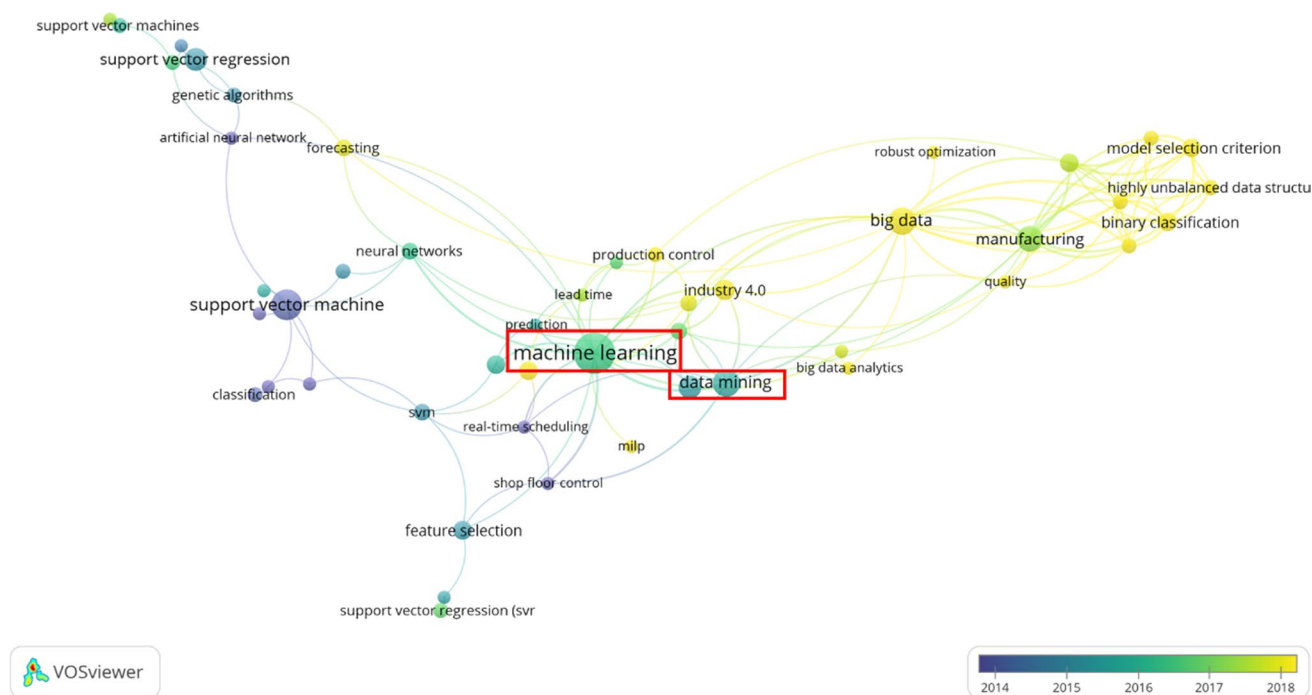 support vector machines
support vector regression
genetic algorithms
artificial neural network
forecasting
robust optimization
model selection criterion
highly unbalanced data structu
big data
binary classification
manufacturing
neural networks
production control
quality
lead time
industry 4.0
support vector machine
prediction
machine learning
big data analytics
data mining
classification
svm
real-time scheduling
milp
shop floor control
feature selection
support vector regression (svr
VOSviewer
2014 2015 2016 2017 2018